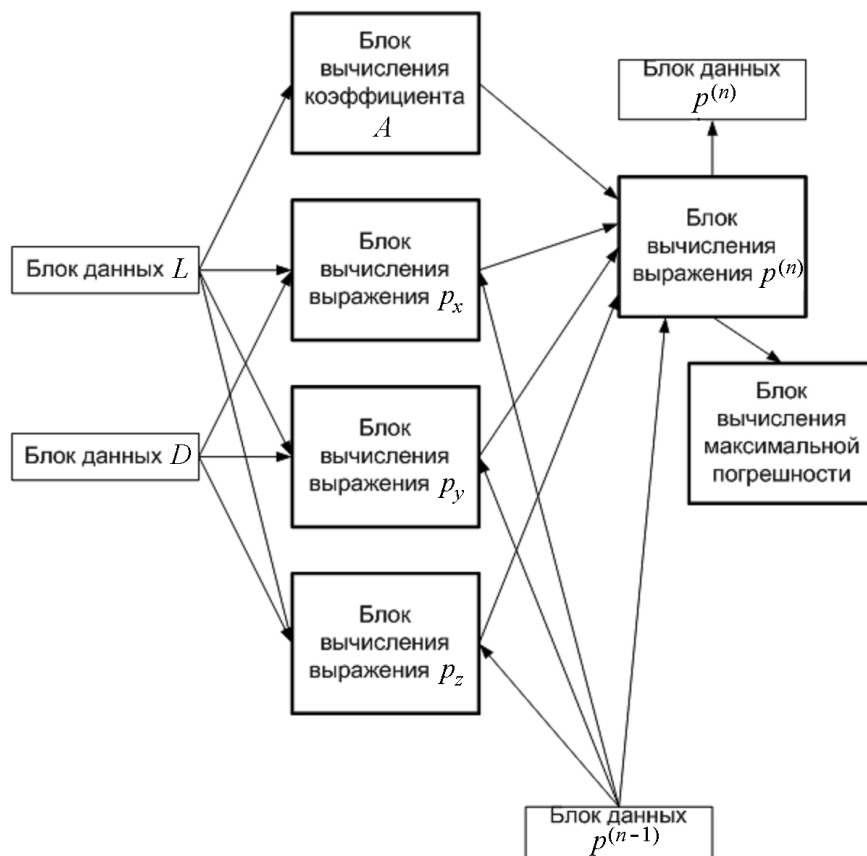 Блок
вычисления
коэффициента
A
Блок данных
p^(n)
Блок
вычисления
выражения p_x
Блок
вычисления
выражения p^(n)
Блок данных L
Блок
вычисления
максимальной
погрешности
Блок
вычисления
выражения p_y
Блок данных D
Блок
вычисления
выражения p_z
Блок данных
p^(n-1)